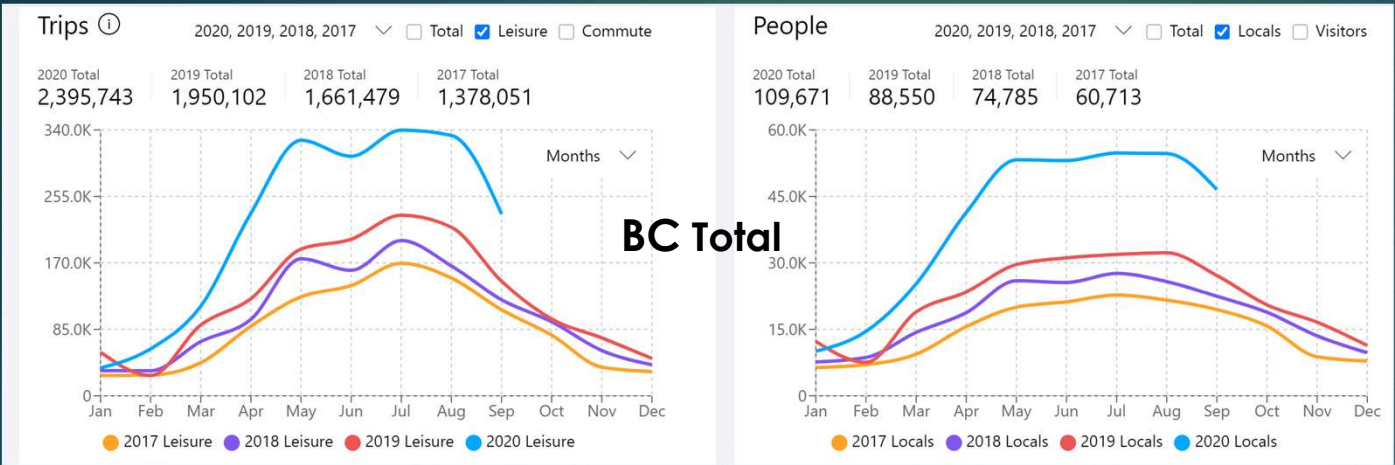 Trips
2020, 2019, 2018, 2017
Total
Leisure
Commute
2020 Total
2019 Total
2018 Total
2017 Total
2,395,743
1,950,102
1,661,479
1,378,051
340.0K
255.0K
170.0K
85.0K
0
Months
Jan Feb Mar Apr May Jun Jul Aug Sep Oct Nov Dec
2017 Leisure
2018 Leisure
2019 Leisure
2020 Leisure
BC Total
People
2020, 2019, 2018, 2017
Total
Locals
Visitors
2020 Total
2019 Total
2018 Total
2017 Total
109,671
88,550
74,785
60,713
60.0K
45.0K
30.0K
15.0K
0
Months
Jan Feb Mar Apr May Jun Jul Aug Sep Oct Nov Dec
2017 Locals
2018 Locals
2019 Locals
2020 Locals